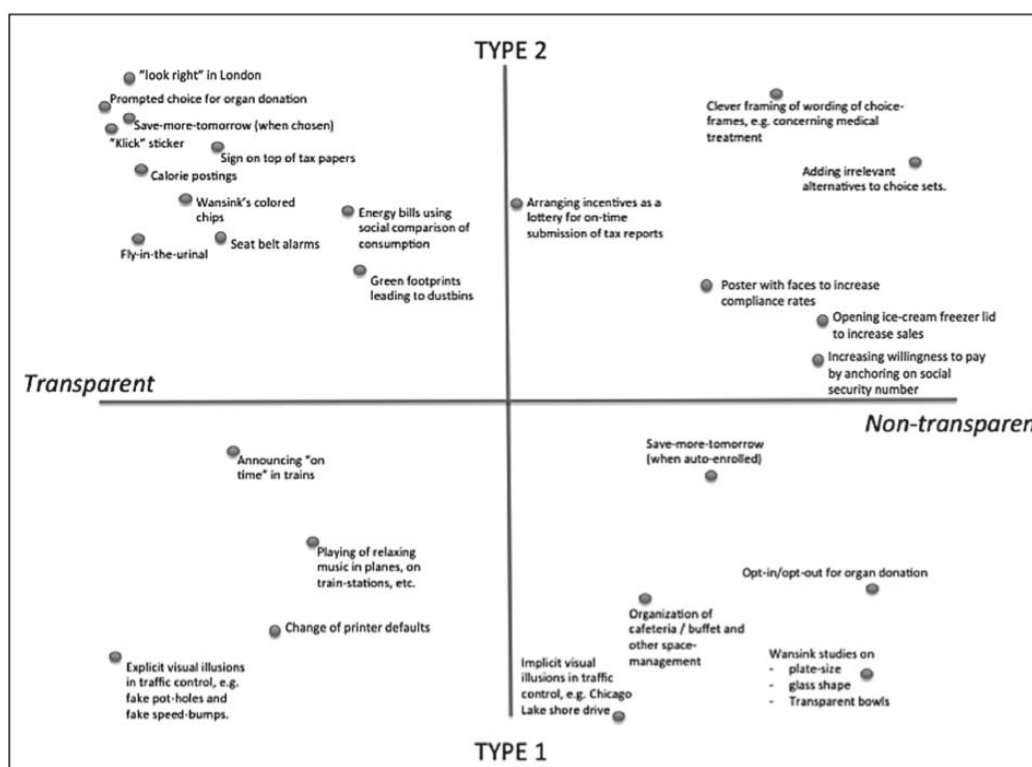 TYPE 2
"look right" in London
Prompted choice for organ donation
Save-more-tomorrow (when chosen)
"Klick" sticker
Sign on top of tax papers
Calorie postings
Wansink's colored
chips
Energy bills using
social comparison of
consumption
Fly-in-the-urinal
Seat belt alarms
Green footprints
leading to dustbins
Clever framing of wording of choice-
frames, e.g. concerning medical
treatment
Adding irrelevant
alternatives to choice sets.
Arranging incentives as a
lottery for on-time
submission of tax reports
Poster with faces to increase
compliance rates
Opening ice-cream freezer lid
to increase sales
Increasing willingness to pay
by anchoring on social
security number
Transparent
Non-transparent
Announcing "on
time" in trains
Playing of relaxing
music in planes, on
train-stations, etc.
Change of printer defaults
Explicit visual illusions
in traffic control, e.g.
fake pot-holes and
fake speed-bumps.
Save-more-tomorrow
(when auto-enrolled)
Opt-in/opt-out for organ donation
Organization of
cafeteria / buffet and
other space-
management
Implicit visual
illusions in traffic
control, e.g. Chicago
Lake shore drive
Wansink studies on
- plate-size
- glass shape
- Transparent bowls
TYPE 1